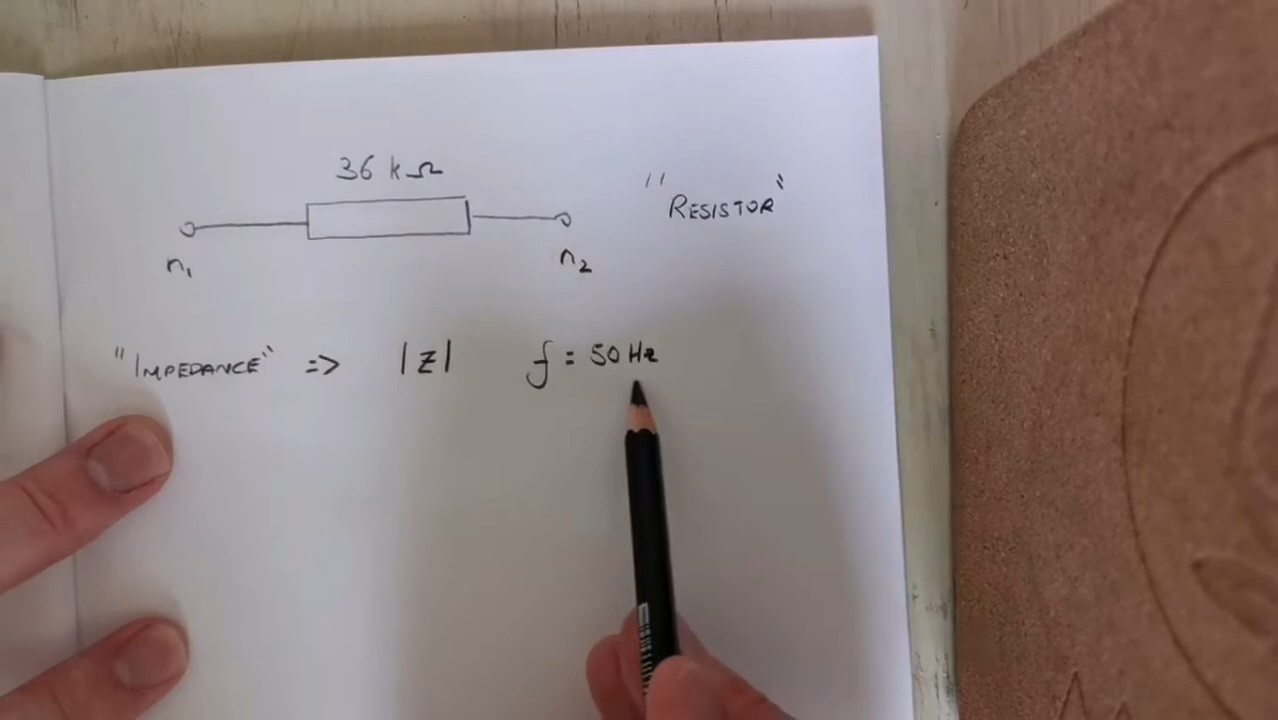 36 kΩ
"RESISTOR"
n₁ n₂
"IMPEDANCE" => |Z| f = 50 Hz